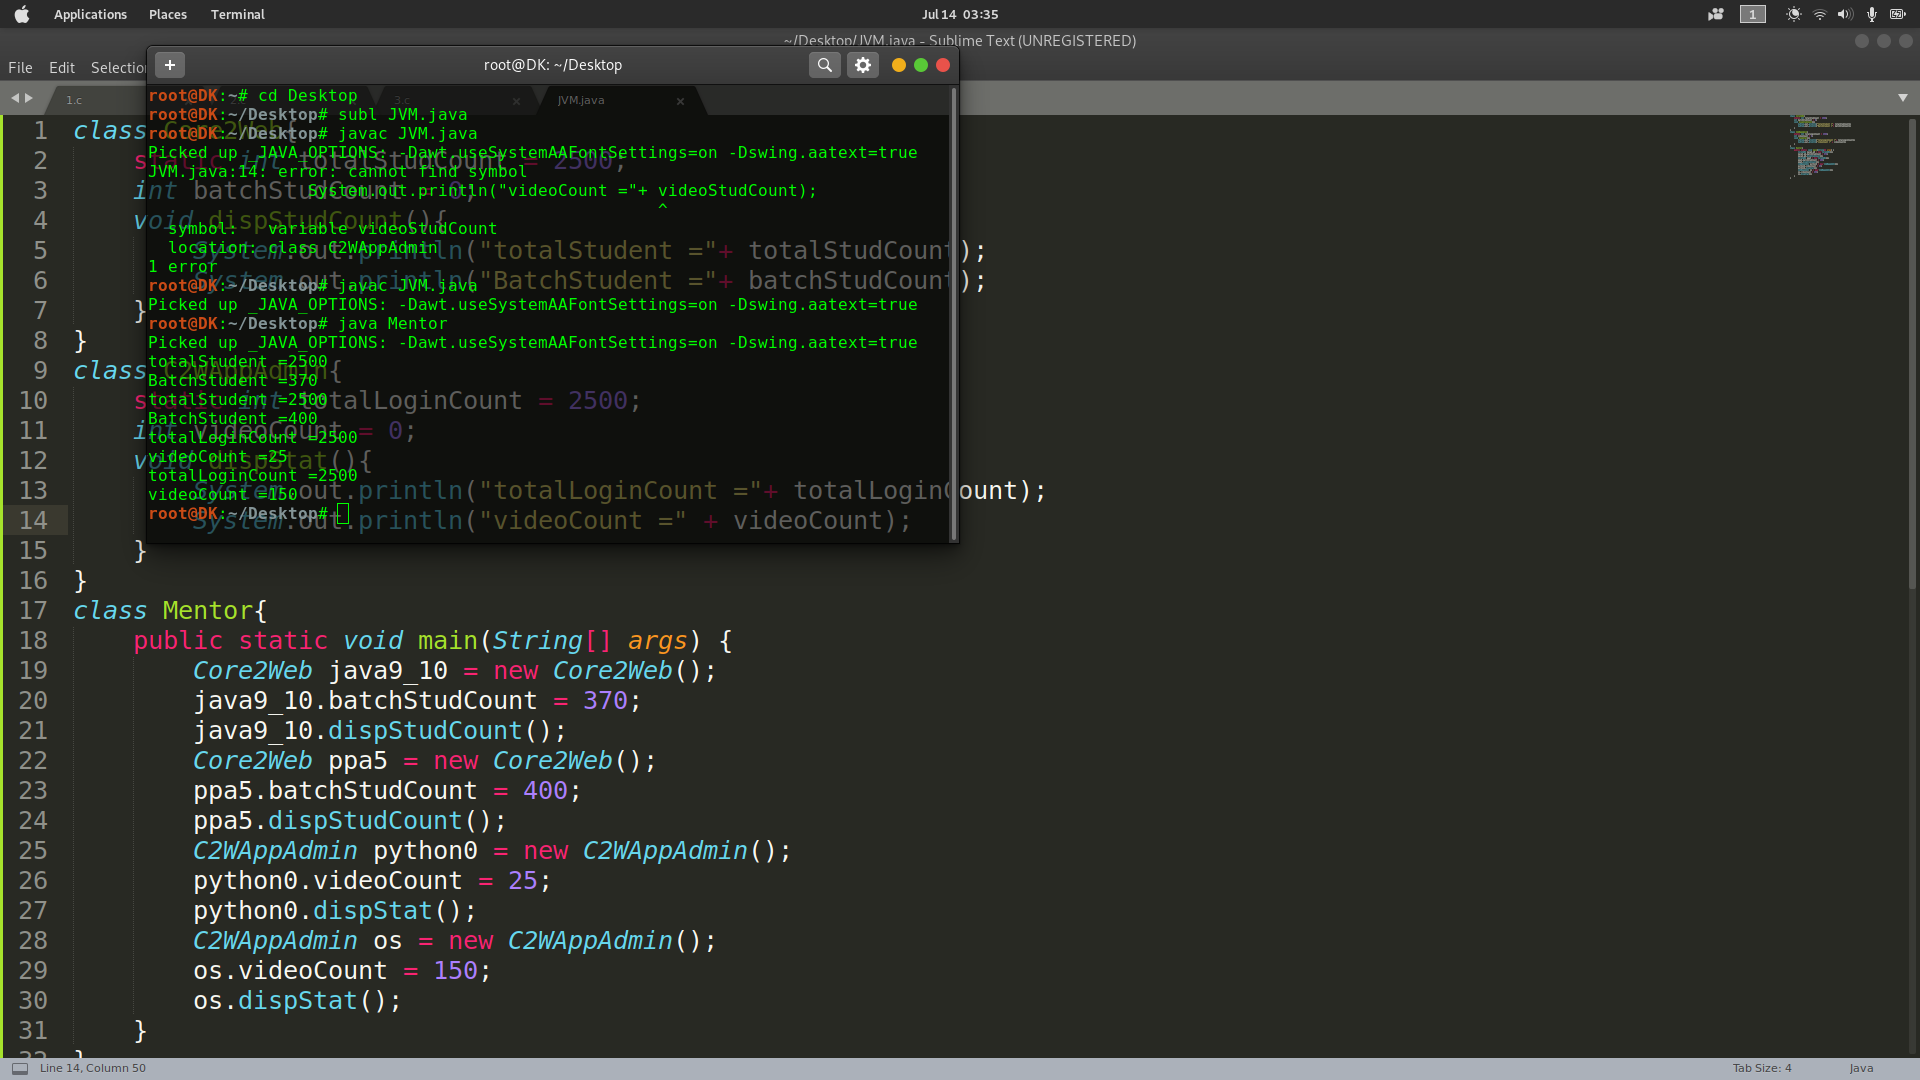 Applications Places Terminal Jul 14 03:35 1
~/Desktop/JVM.java - Sublime Text (UNREGISTERED)
File Edit Selection
root@DK: ~/Desktop
1.c 3.c JVM.java
root@DK:~# cd Desktop
root@DK:~/Desktop# subl JVM.java
root@DK:~/Desktop# javac JVM.java
Picked up _JAVA_OPTIONS: -Dawt.useSystemAAFontSettings=on -Dswing.aatext=true
JVM.java:14: error: cannot find symbol
System.out.println("videoCount ="+ videoStudCount);
^
symbol: variable videoStudCount
location: class C2WAppAdmin
1 error
root@DK:~/Desktop# javac JVM.java
Picked up _JAVA_OPTIONS: -Dawt.useSystemAAFontSettings=on -Dswing.aatext=true
root@DK:~/Desktop# java Mentor
Picked up _JAVA_OPTIONS: -Dawt.useSystemAAFontSettings=on -Dswing.aatext=true
totalStudent =2500
BatchStudent =370
totalStudent =2500
BatchStudent =400
totalLoginCount =2500
videoCount =25
totalLoginCount =2500
videoCount =150
root@DK:~/Desktop#
1 class Core2Web{
2 static int totalStudCount = 2500;
3 int batchStudCount = 0;
4 void dispStudCount(){
5 System.out.println("totalStudent ="+ totalStudCount);
6 System.out.println("BatchStudent ="+ batchStudCount);
7 }
8 }
9 class C2WAppAdmin{
10 static int totalLoginCount = 2500;
11 int videoCount = 0;
12 void dispStat(){
13 System.out.println("totalLoginCount ="+ totalLoginCount);
14 System.out.println("videoCount =" + videoCount);
15 }
16 }
17 class Mentor{
18 public static void main(String[] args) {
19 Core2Web java9_10 = new Core2Web();
20 java9_10.batchStudCount = 370;
21 java9_10.dispStudCount();
22 Core2Web ppa5 = new Core2Web();
23 ppa5.batchStudCount = 400;
24 ppa5.dispStudCount();
25 C2WAppAdmin python0 = new C2WAppAdmin();
26 python0.videoCount = 25;
27 python0.dispStat();
28 C2WAppAdmin os = new C2WAppAdmin();
29 os.videoCount = 150;
30 os.dispStat();
31 }
32 }
Line 14, Column 50 Tab Size: 4 Java